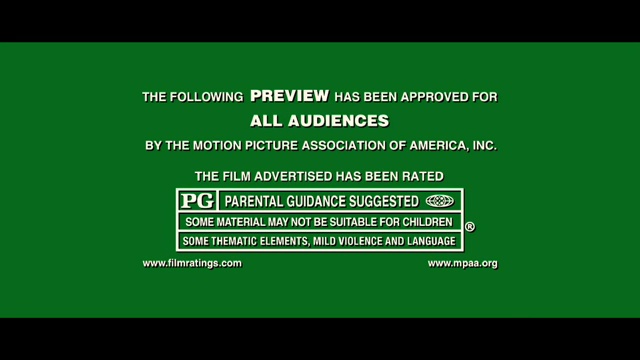 THE FOLLOWING PREVIEW HAS BEEN APPROVED FOR
ALL AUDIENCES
BY THE MOTION PICTURE ASSOCIATION OF AMERICA, INC.
THE FILM ADVERTISED HAS BEEN RATED
PG PARENTAL GUIDANCE SUGGESTED
SOME MATERIAL MAY NOT BE SUITABLE FOR CHILDREN
®
SOME THEMATIC ELEMENTS, MILD VIOLENCE AND LANGUAGE
www.filmratings.com www.mpaa.org